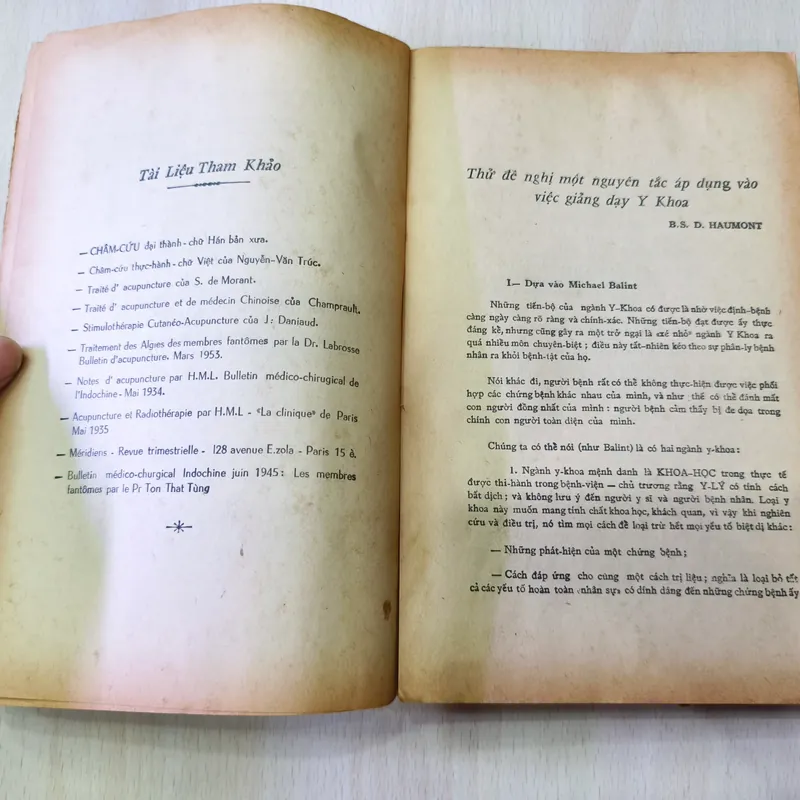 Tài Liệu Tham Khảo
— CHÂM-CỨU đại thành - chữ Hán bản xưa.
— Châm-cứu thực-hành - chữ Việt của Nguyễn-Văn Trúc.
— Traité d' acupuncture của S. de Morant.
— Traité d' acupuncture et de médecin Chinoise của Champrault.
— Stimulothérapie Cutanéo-Acupuncture của J: Daniaud.
— Traitement des Algies des membres fantômes par la Dr. Labrosse
Bulletin d'acupuncture. Mars 1953.
— Notes d' acupuncture par H.M.L. Bulletin médico-chirugical de
l'Indochine - Mai 1934.
— Acupuncture et Radiothérapie par H.M.L - «La clinique» de Paris
Mai 1935
— Méridiens - Revue trimestrielle - 128 avenue E.zola - Paris 15 à.
— Bulletin médico-churgical Indochine juin 1945: Les membres
fantômes par le Pr Ton That Tùng
Thử đề nghị một nguyên tắc áp dụng vào
việc giảng dạy Y Khoa
B.S. D. HAUMONT
I— Dựa vào Michael Balint
Những tiến-bộ của ngành Y-Khoa có được là nhờ việc định-bệnh
càng ngày càng rõ ràng và chính-xác. Những tiến-bộ đạt được ấy thực
đáng kể, nhưng cũng gây ra một trở ngại là «xẻ nhỏ» ngành Y Khoa ra
quá nhiều môn chuyên-biệt; điều này tất-nhiên kéo theo sự phân-ly bệnh
nhân ra khỏi bệnh-tật của họ.
Nói khác đi, người bệnh rất có thể không thực-hiện được việc phối
hợp các chứng bệnh khác nhau của mình, và như thế có thể đánh mất
con người đồng nhất của mình: người bệnh cảm thấy bị đe dọa trong
chính con người toàn diện của mình.
Chúng ta có thể nói (như Balint) là có hai ngành y-khoa:
1. Ngành y-khoa mệnh danh là KHOA-HỌC trong thực tế
được thi-hành trong bệnh-viện — chủ trương rằng Y-LÝ có tính cách
bất dịch; và không lưu ý đến người y sĩ và người bệnh nhân. Loại y
khoa này muốn mang tính chất khoa học, khách quan, vì vậy khi nghiên
cứu và điều trị, nó tìm mọi cách để loại trừ hết mọi yếu tố biệt dị khác:
— Những phát-hiện của một chứng bệnh;
— Cách đáp ứng cho cùng một cách trị liệu; nghĩa là loại bỏ tất
cả các yếu tố hoàn toàn «nhân sự» có dính dáng đến những chứng bệnh ấy